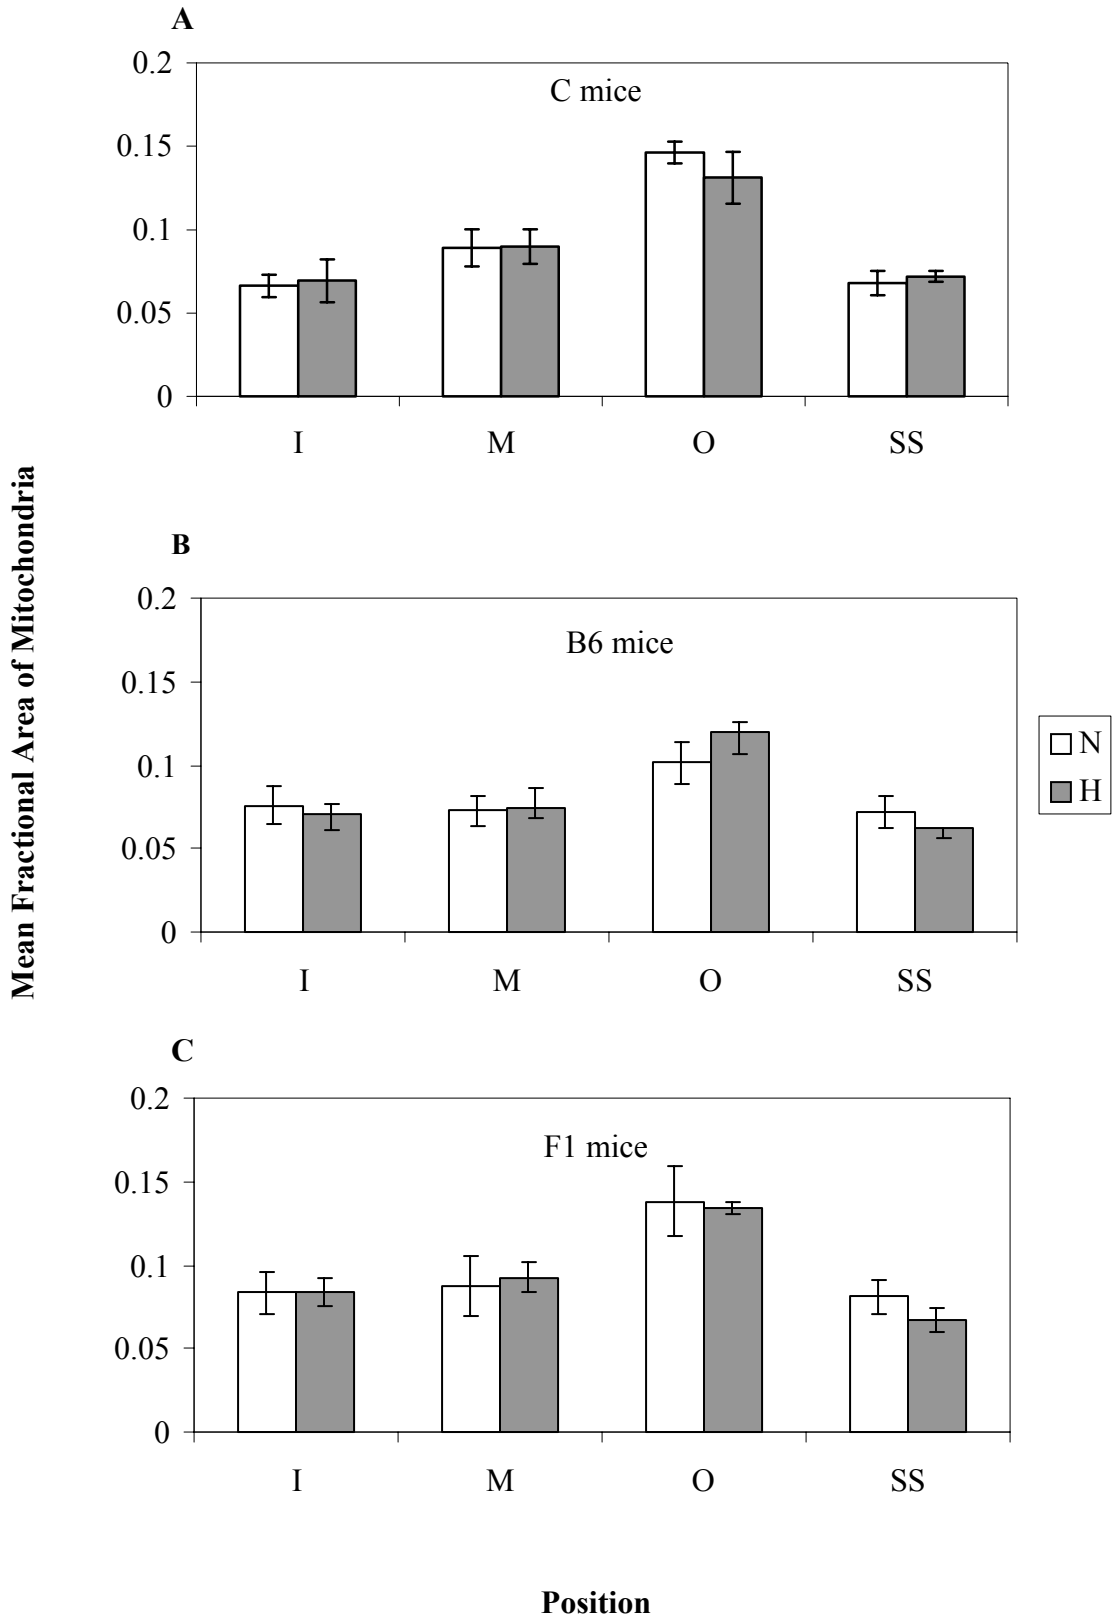 A
0.2
C mice
0.15
0.1
0.05
0
I M O SS
Mean Fractional Area of Mitochondria
B
0.2
B6 mice
0.15
0.1
0.05
0
I M O SS
N
H
C
0.2
F1 mice
0.15
0.1
0.05
0
I M O SS
Position